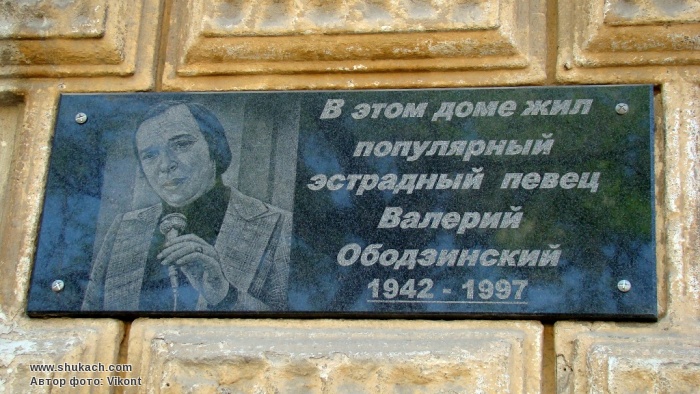 В этом доме жил
популярный
эстрадный певец
Валерий
Ободзинский
1942 - 1997
www.shukach.com
Автор фото: Vikont